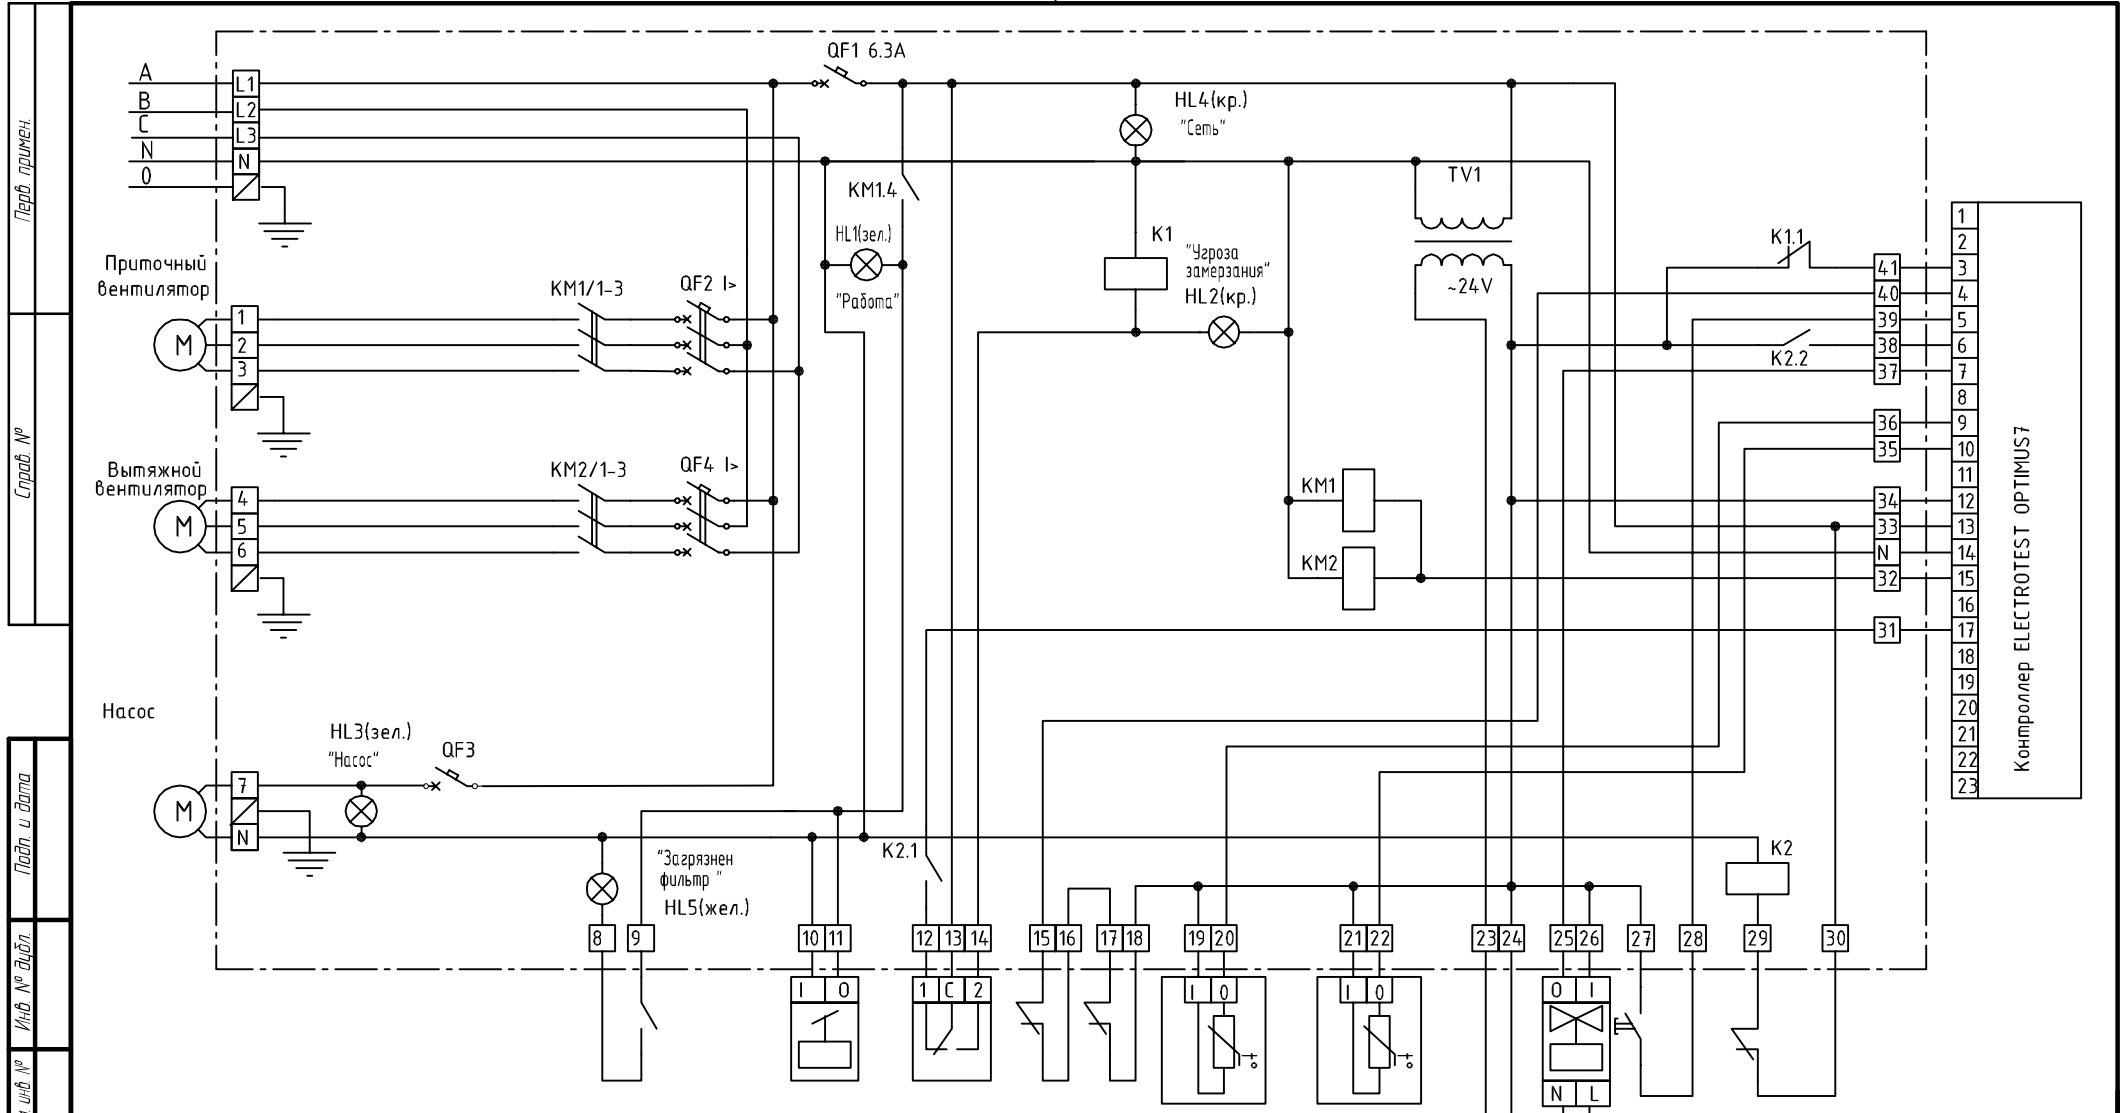 QF1 6.3A
A
B
C
N
0
L1
L2
L3
N
HL4(кр.)
"Сеть"
KM1.4
HL1(зел.)
"Работа"
K1
"Угроза
замерзания"
HL2(кр.)
TV1
~24V
K1.1
K2.2
Приточный
вентилятор
M
1
2
3
KM1/1-3
QF2 I>
Вытяжной
вентилятор
M
4
5
6
KM2/1-3
QF4 I>
KM1
KM2
41
40
39
38
37
36
35
34
33
N
32
31
1
2
3
4
5
6
7
8
9
10
11
12
13
14
15
16
17
18
19
20
21
22
23
Контроллер ELECTROTEST OPTIMUS7
Насос
M
7
N
HL3(зел.)
"Насос"
QF3
"Загрязнен
фильтр "
HL5(жел.)
K2.1
K2
8
9
10
11
12
13
14
15
16
17
18
19
20
21
22
23
24
25
26
27
28
29
30
I
O
1
C
2
I
0
t°
I
0
t°
O
I
N
L
Перв. примен.
Справ. №
Подп. и дата
Инв. № дубл.
инв. №